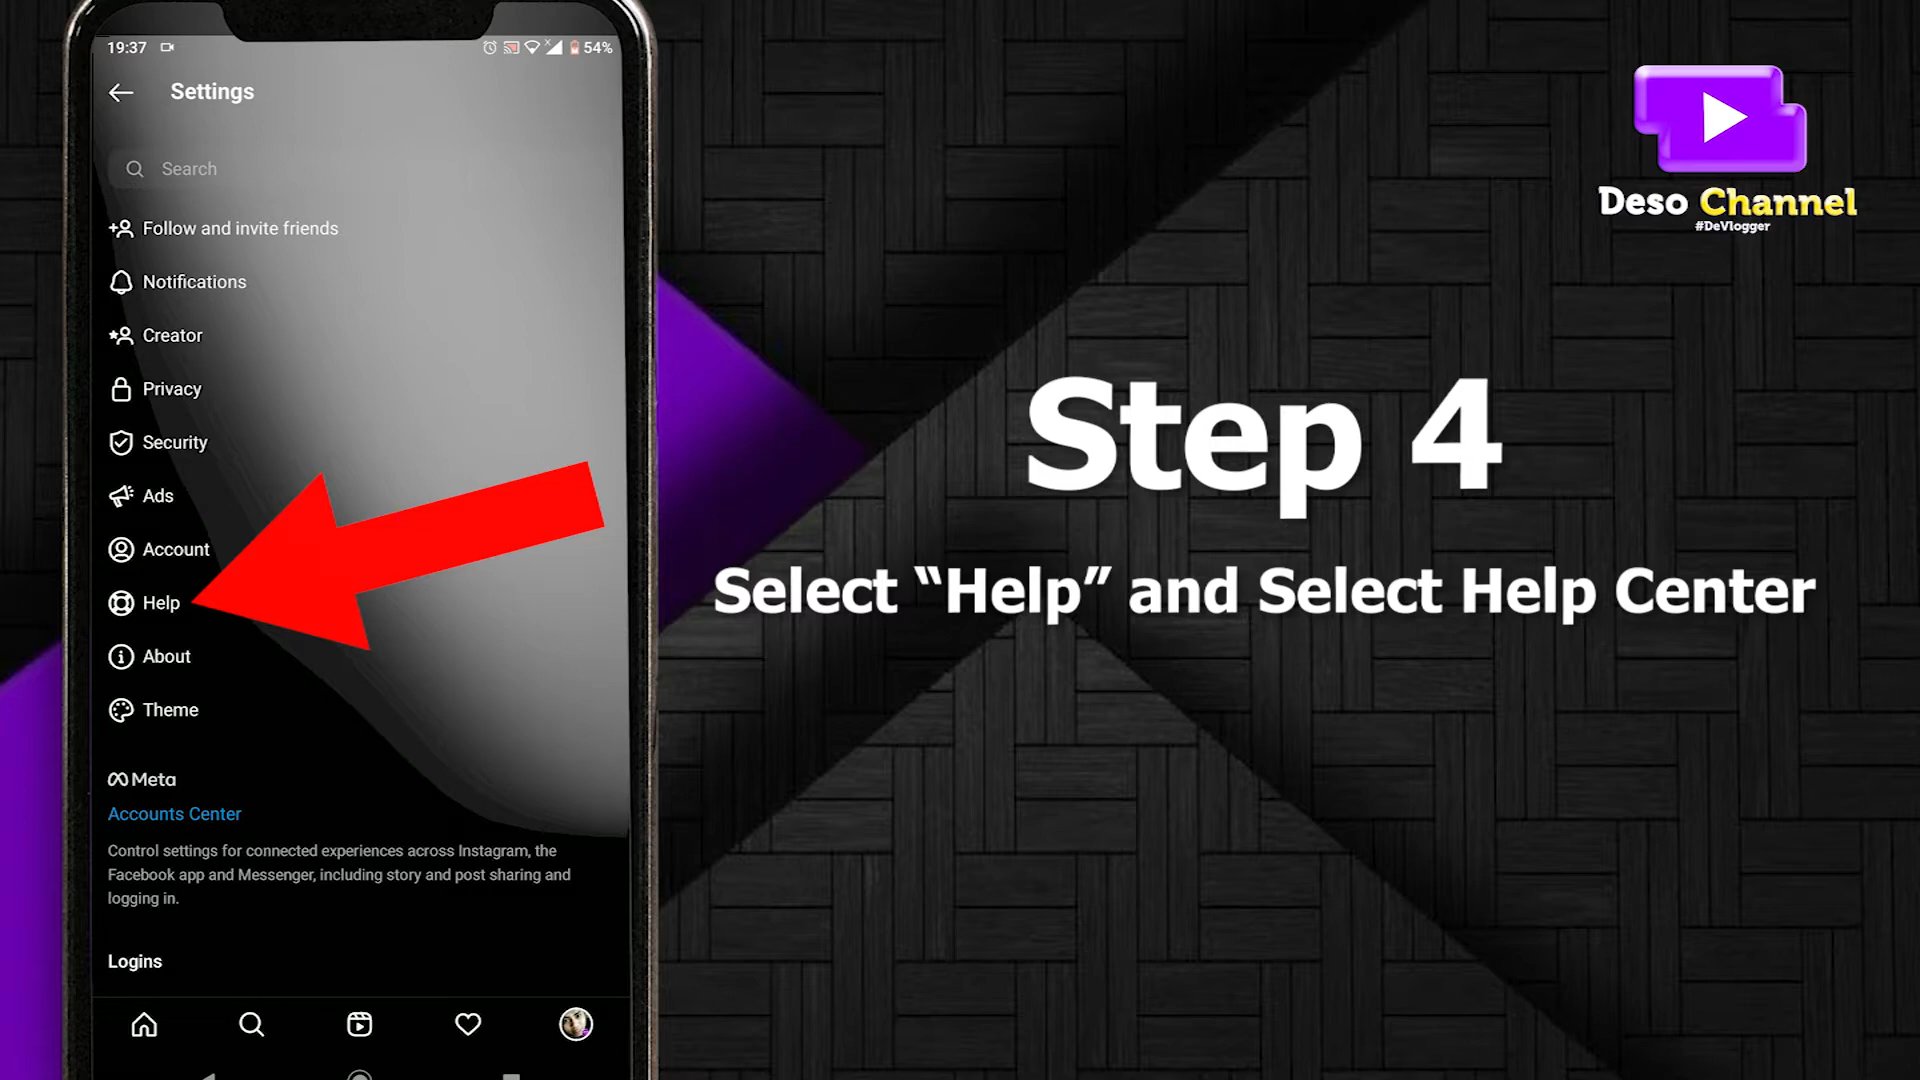 19:37
54%
Settings
Search
Follow and invite friends
Notifications
Creator
Privacy
Security
Ads
Account
Help
About
Theme
Meta
Accounts Center
Control settings for connected experiences across Instagram, the
Facebook app and Messenger, including story and post sharing and
logging in.
Logins
Deso Channel
#DeVlogger
Step 4
Select “Help” and Select Help Center